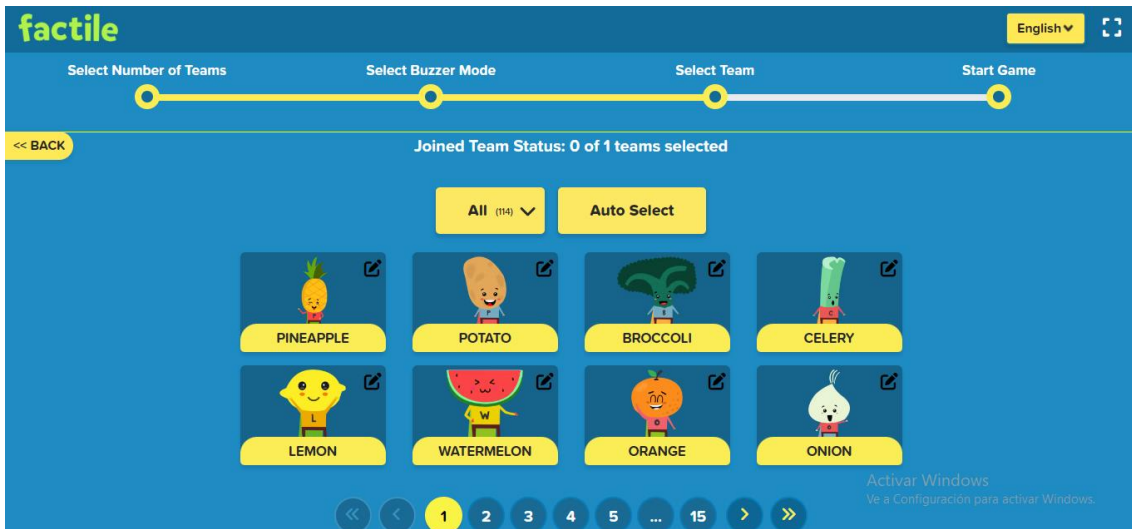 factile
English
Select Number of Teams
Select Buzzer Mode
Select Team
Start Game
<< BACK
Joined Team Status: 0 of 1 teams selected
All (114)
Auto Select
P
PINEAPPLE
P
POTATO
B
BROCCOLI
C
CELERY
L
LEMON
W
WATERMELON
O
ORANGE
O
ONION
Activar Windows
Ve a Configuración para activar Windows.
« ‹ 1 2 3 4 5 ... 15 › »